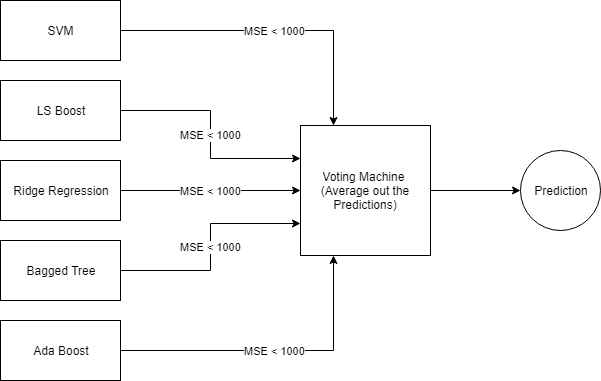 SVM
MSE < 1000
LS Boost
MSE < 1000
Ridge Regression
MSE < 1000
Voting Machine
(Average out the
Predictions)
Prediction
MSE < 1000
Bagged Tree
Ada Boost
MSE < 1000